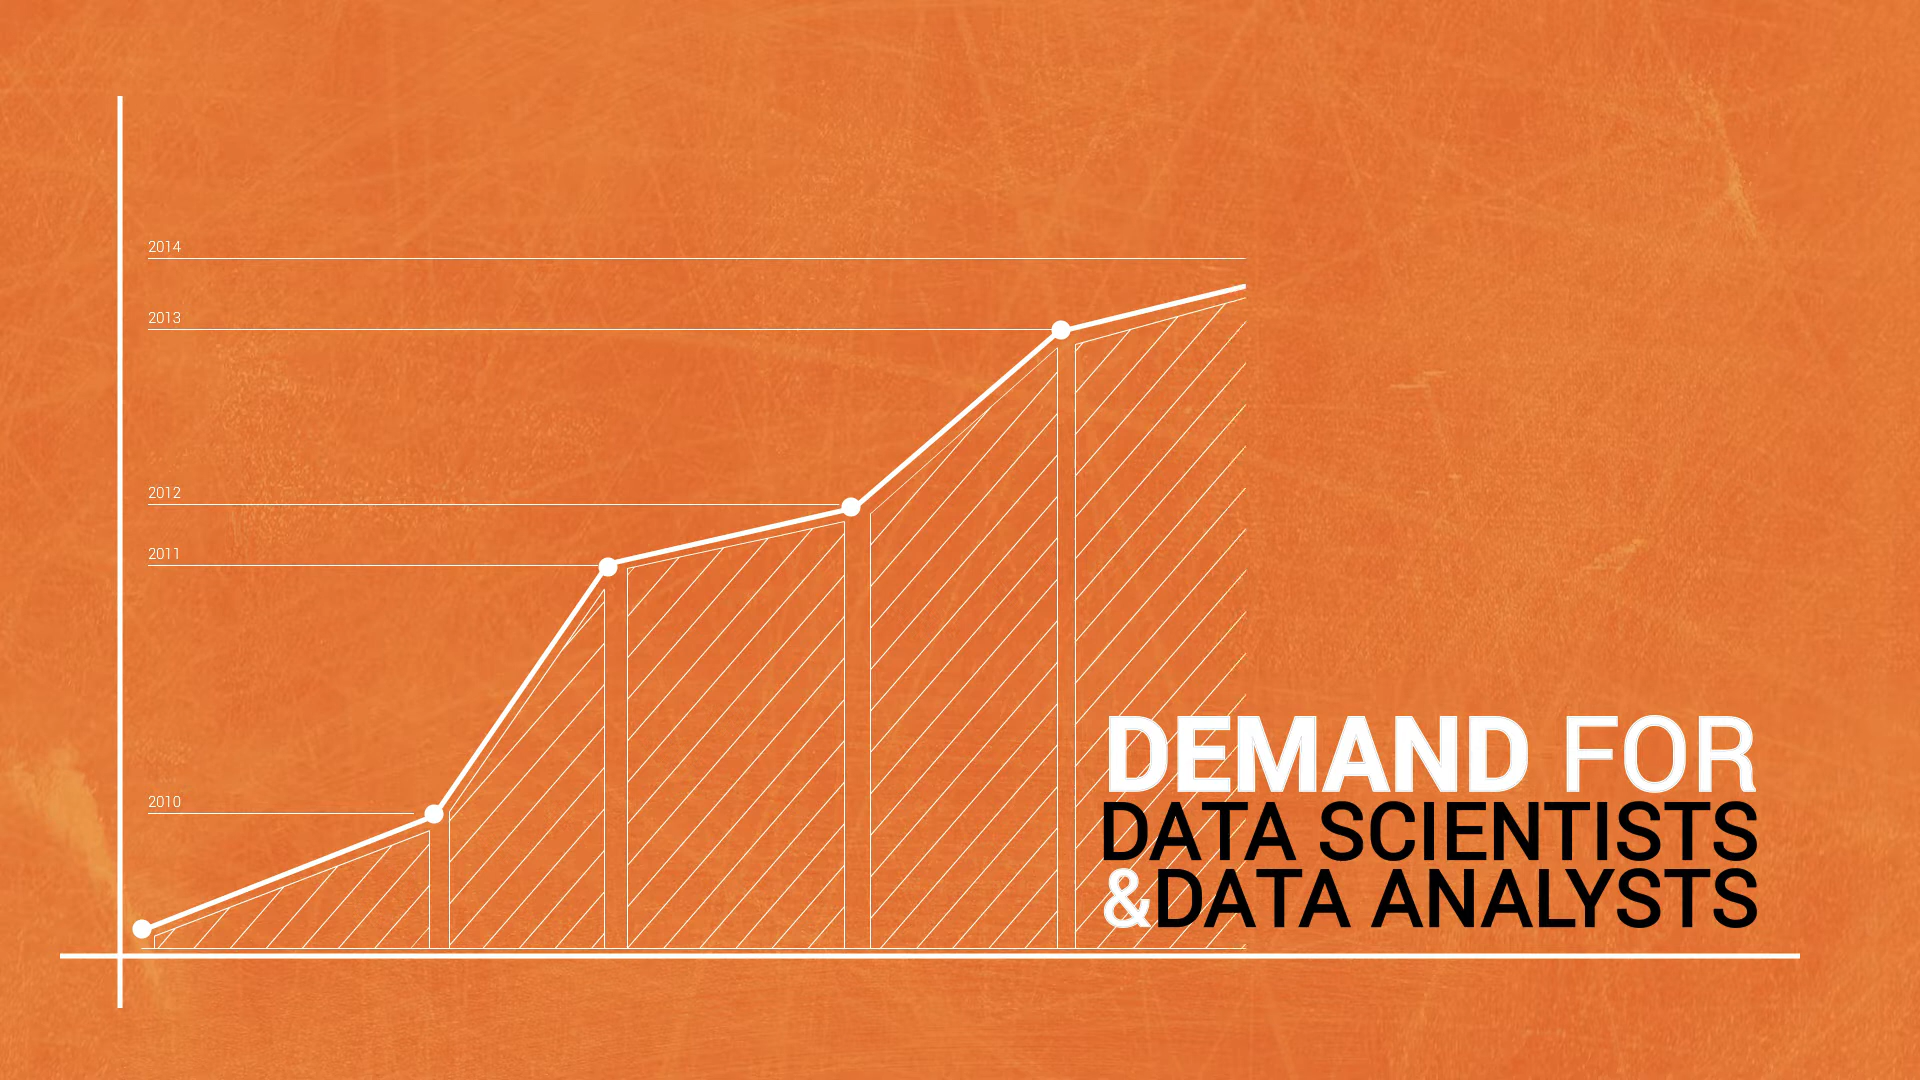 2014
2013
2012
2011
2010
DEMAND FOR
DATA SCIENTISTS
&DATA ANALYSTS